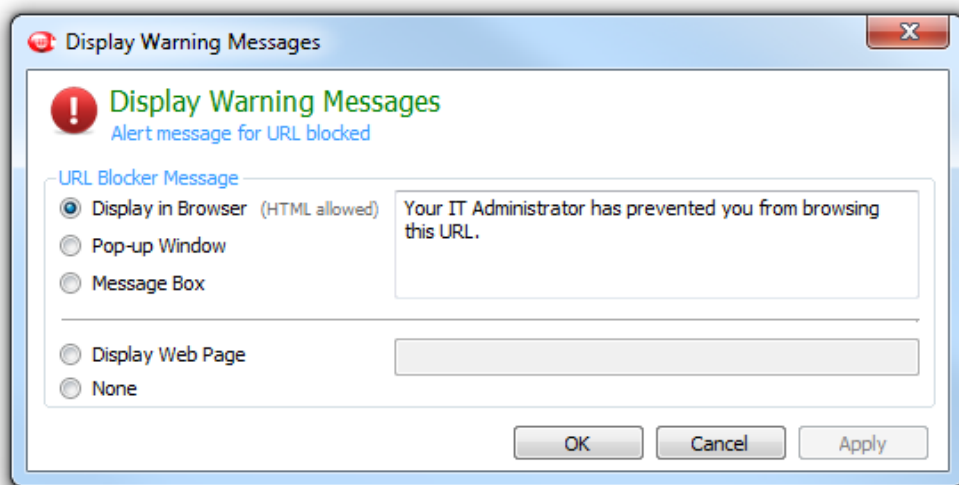 Display Warning Messages
Display Warning Messages
Alert message for URL blocked
URL Blocker Message
Display in Browser (HTML allowed)
Your IT Administrator has prevented you from browsing
this URL.
Pop-up Window
Message Box
Display Web Page
None
OK Cancel Apply